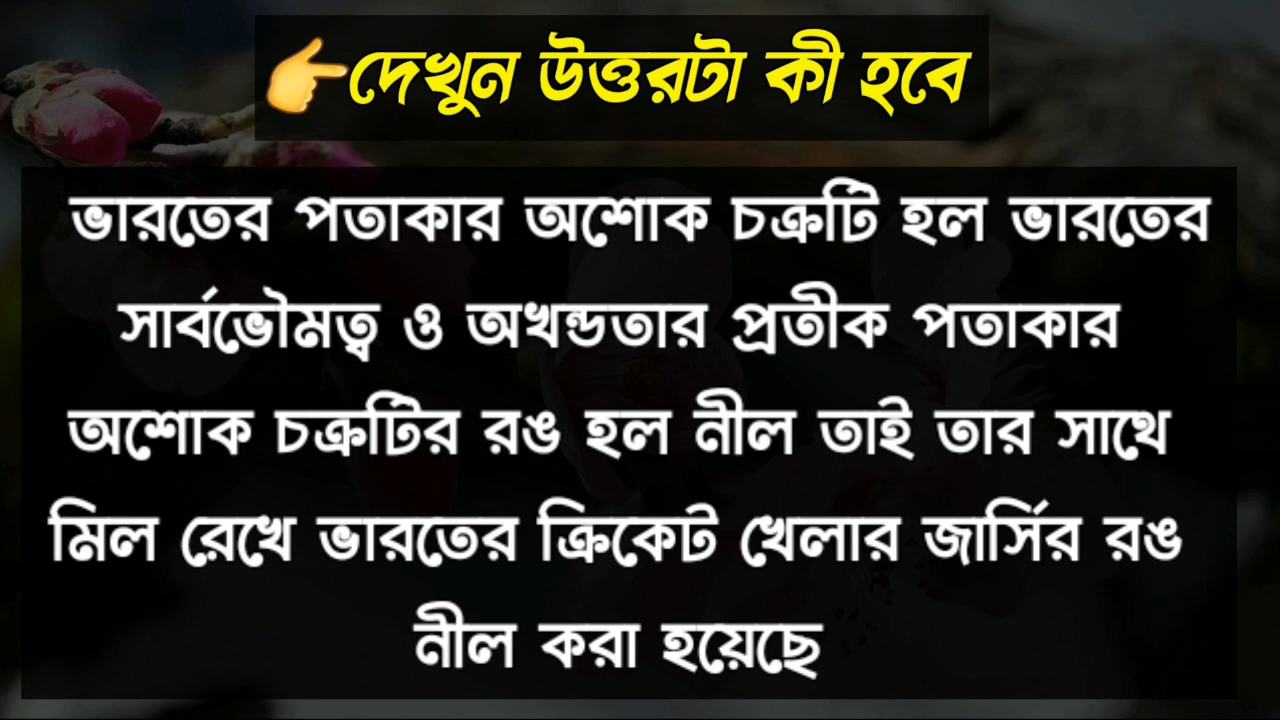 👉দেখুন উত্তরটা কী হবে
ভারতের পতাকার অশোক চক্রটি হল ভারতের
সার্বভৌমত্ব ও অখন্ডতার প্রতীক পতাকার
অশোক চক্রটির রঙ হল নীল তাই তার সাথে
মিল রেখে ভারতের ক্রিকেট খেলার জার্সির রঙ
নীল করা হয়েছে